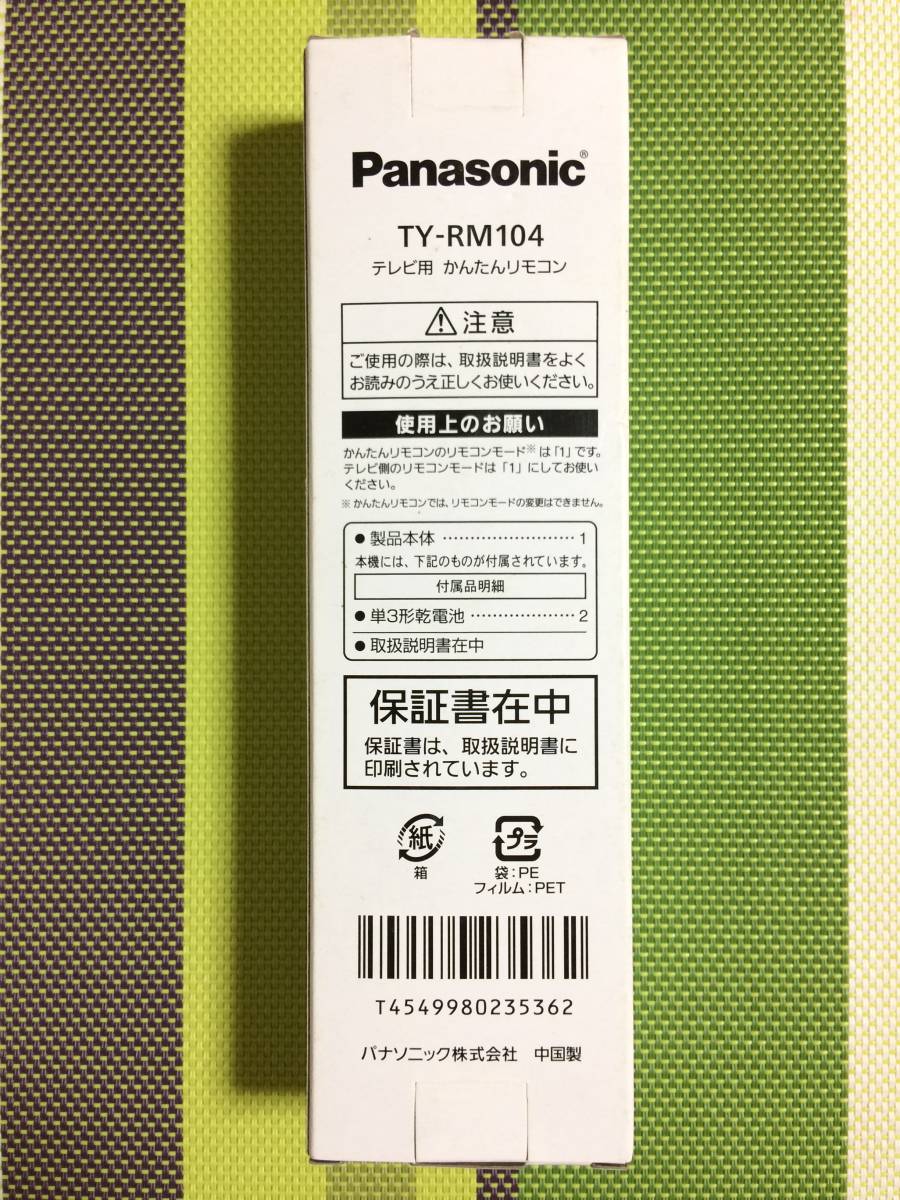 Panasonic®
TY-RM104
テレビ用 かんたんリモコン
注意
ご使用の際は、取扱説明書をよく
お読みのうえ正しくお使いください。
使用上のお願い
かんたんリモコンのリモコンモード※は「1」です。
テレビ側のリモコンモードは「1」にしてお使い
ください。
※ かんたんリモコンでは、リモコンモードの変更はできません。
● 製品本体 ……………………… 1
本機には、下記のものが付属されています。
付属品明細
● 単3形乾電池 ………………… 2
● 取扱説明書在中
保証書在中
保証書は、取扱説明書に
印刷されています。
紙
箱
プラ
袋:PE
フィルム:PET
T4549980235362
パナソニック株式会社 中国製